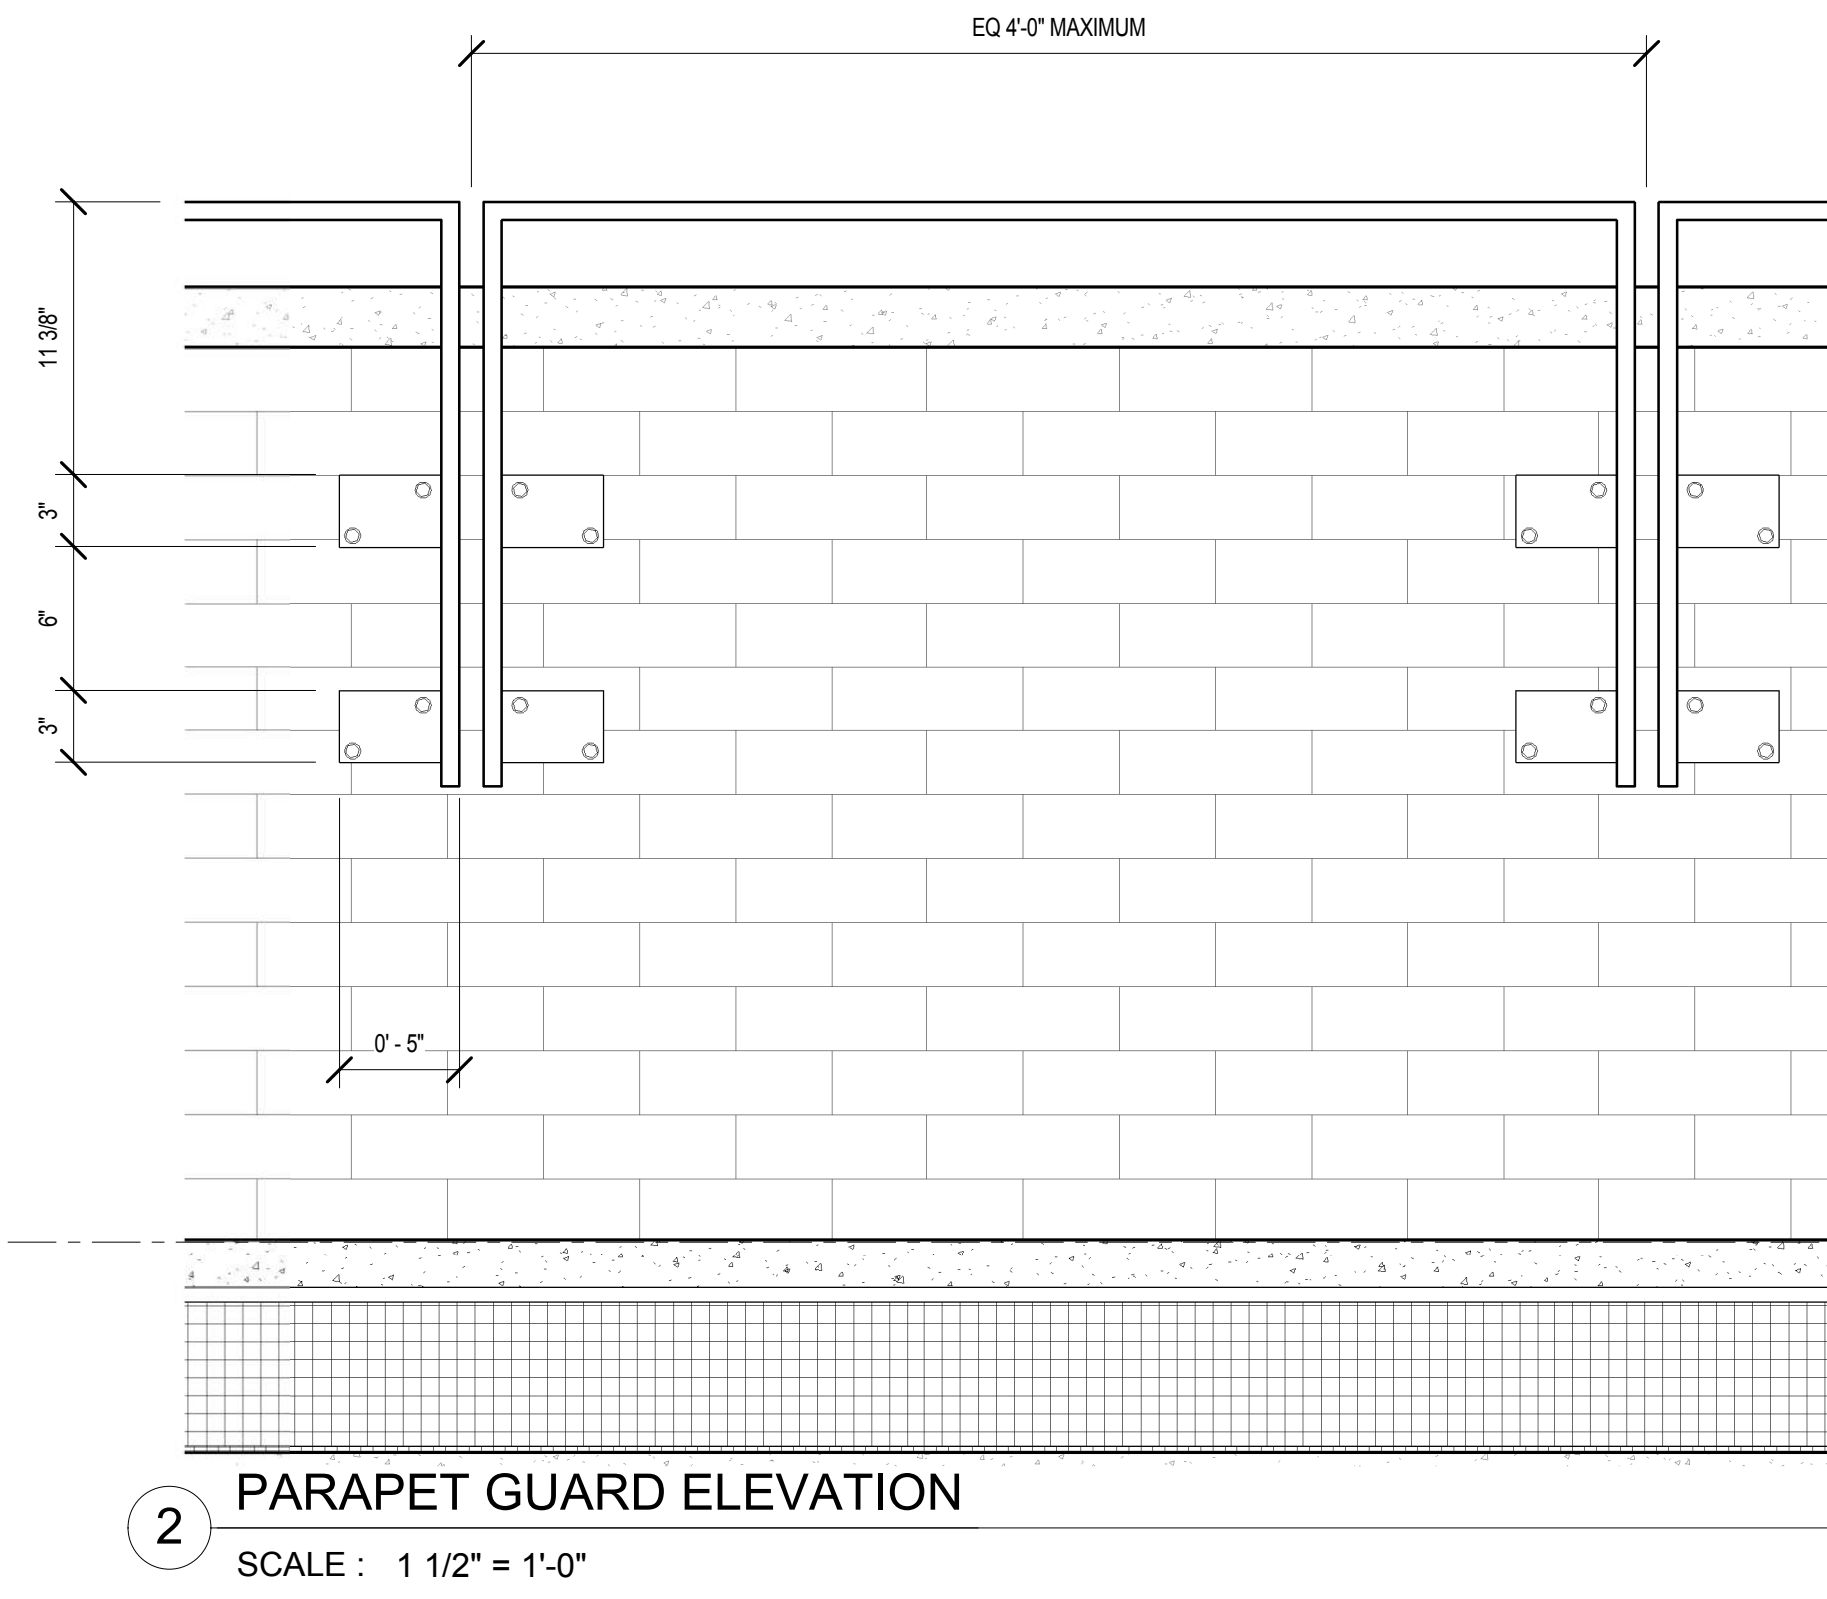 EQ 4'-0" MAXIMUM
11 3/8"
3"
6"
3"
0' - 5"
2
PARAPET GUARD ELEVATION
SCALE : 1 1/2" = 1'-0"